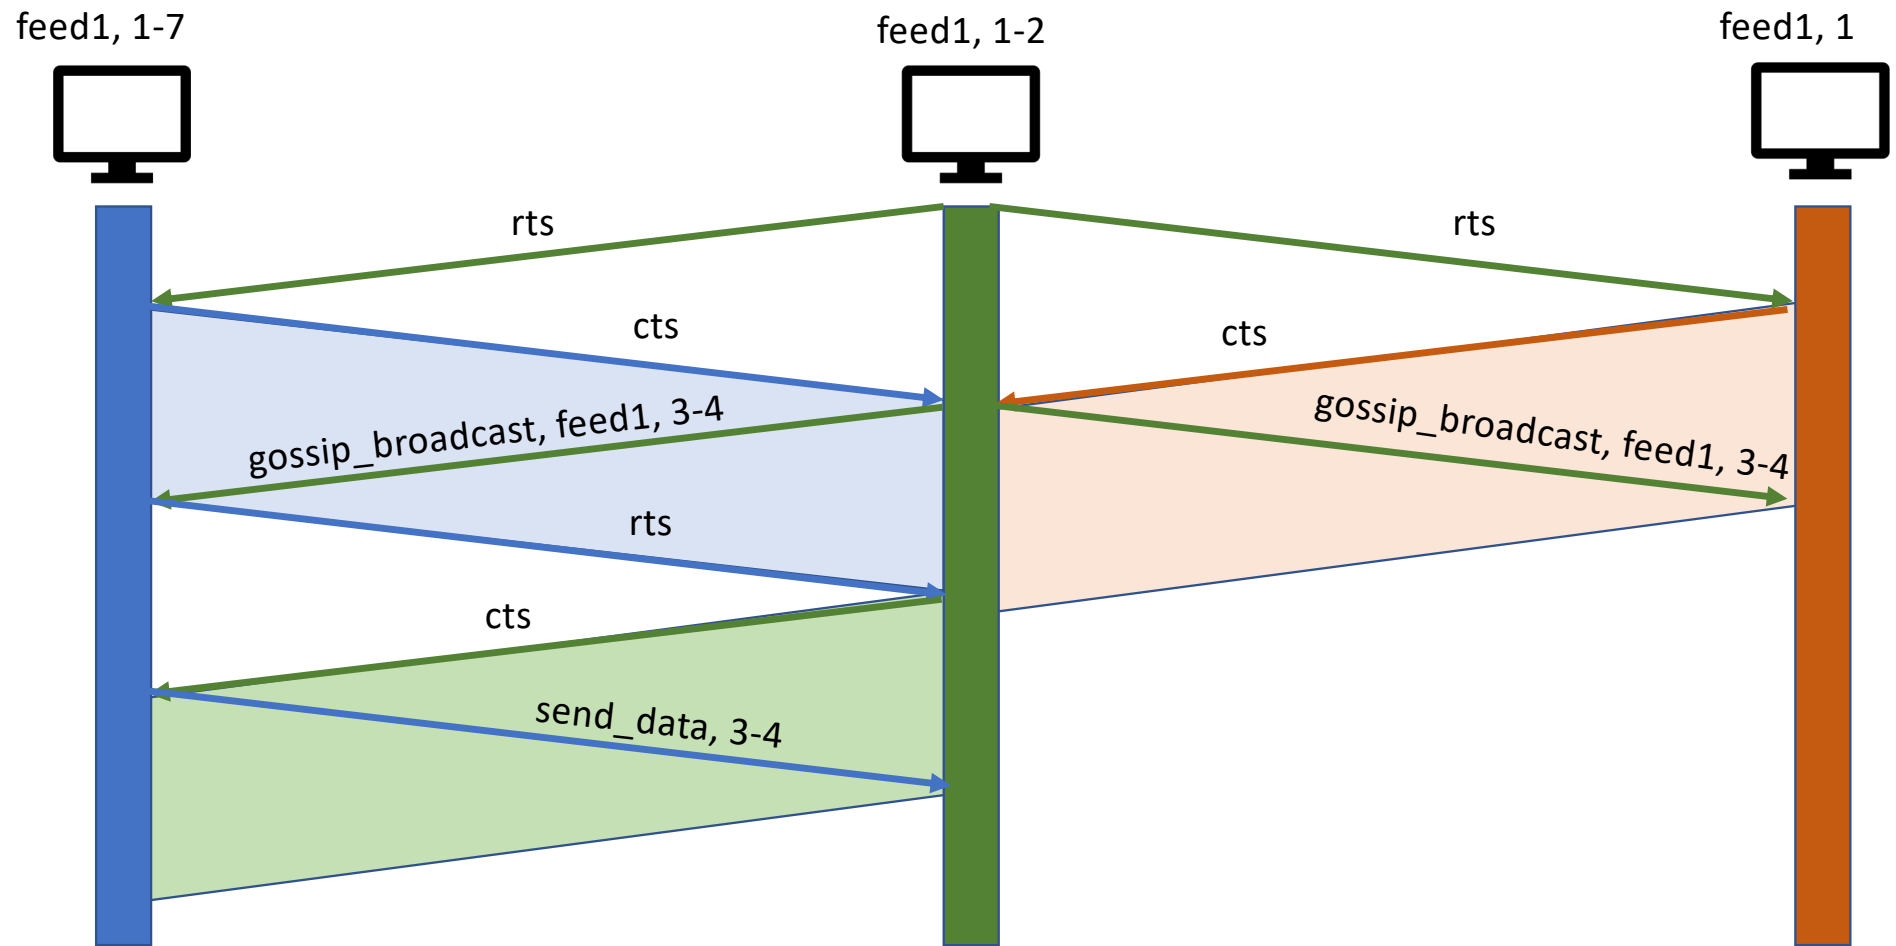 feed1, 1-7
feed1, 1-2
feed1, 1
rts
rts
cts
cts
gossip_broadcast, feed1, 3-4
gossip_broadcast, feed1, 3-4
rts
cts
send_data, 3-4